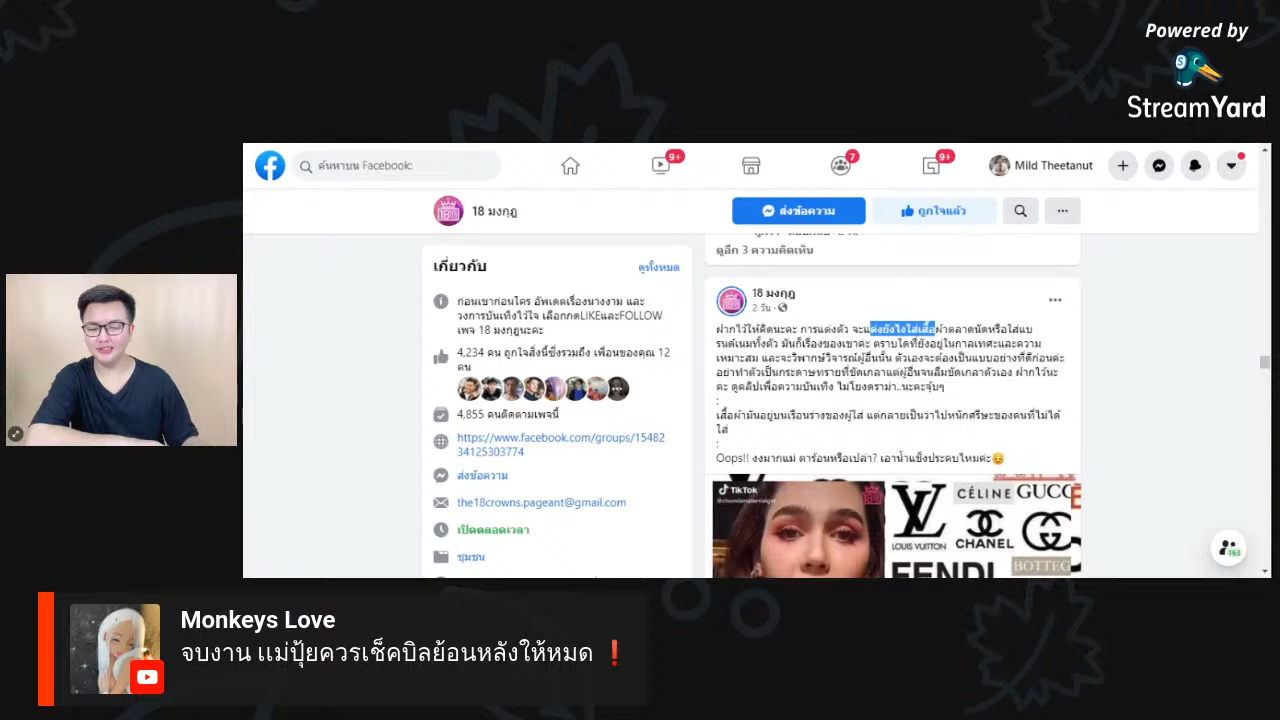 Powered by
StreamYard
ค้นหาบน Facebook:
9+
7
9+
Mild Theetanut
18 มงกุฎ
ส่งข้อความ
ถูกใจแล้ว
เกี่ยวกับ
ดูทั้งหมด
ก่อนเขาก่อนใคร อัพเดตเรื่องนางงาม และ
วงการบันเทิงไว้ใจ เลือกกดLIKEและFOLLOW
เพจ 18 มงกุฎนะคะ
4,234 คน ถูกใจสิ่งนี้ซึ่งรวมถึง เพื่อนของคุณ 12
คน
4,855 คนติดตามเพจนี้
https://www.facebook.com/groups/15482
34125303774
ส่งข้อความ
the18crowns.pageant@gmail.com
เปิดตลอดเวลา
ชุมชน
ดูอีก 3 ความคิดเห็น
18 มงกุฎ
2 วัน
ฝากไว้ให้คิดนะคะ การแต่งตัว จะแต่งยังไงใส่เสื้อผ้าตลาดนัดหรือใส่แบ
รนด์เนมทั้งตัว มันก็เรื่องของเขาค่ะ ตราบใดที่ยังอยู่ในกาลเทศะและความ
เหมาะสม และจะวิพากษ์วิจารณ์ผู้อื่นนั้น ตัวเองจะต้องเป็นแบบอย่างที่ดีก่อนค่ะ
อย่าทำตัวเป็นกระดาษทรายที่ขัดเกลาแต่ผู้อื่นจนลืมขัดเกลาตัวเอง ฝากไว้นะ
คะ ดูคลิปเพื่อความบันเทิง ไม่โยงดราม่า..นะคะจุ้บๆ
:
เสื้อผ้ามันอยู่บนเรือนร่างของผู้ใส่ แต่กลายเป็นว่าไปหนักศรีษะของคนที่ไม่ได้
ใส่
:
Oops!! งงมากแม่ ตาร้อนหรือเปล่า? เอาน้ำแข็งประคบไหมค่ะ😏
TikTok
LOUIS VUITTON
CÉLINE
GUCC
CHANEL
FENDI
BOTTEG
163
Monkeys Love
จบงาน แม่ปุ้ยควรเช็คบิลย้อนหลังให้หมด ❗